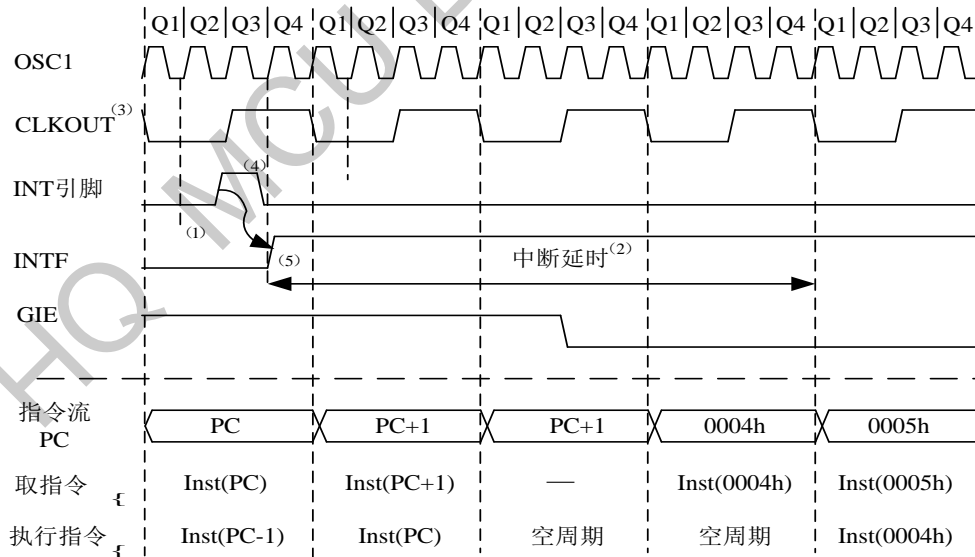 Q1 Q2 Q3 Q4 Q1 Q2 Q3 Q4 Q1 Q2 Q3 Q4 Q1 Q2 Q3 Q4 Q1 Q2 Q3 Q4
OSC1
CLKOUT(3)
INT引脚 (4)
(1)
INTF (5) 中断延时(2)
GIE
指令流
PC PC PC+1 PC+1 0004h 0005h
取指令 { Inst(PC) Inst(PC+1) — Inst(0004h) Inst(0005h)
执行指令 { Inst(PC-1) Inst(PC) 空周期 空周期 Inst(0004h)
HQ MCU